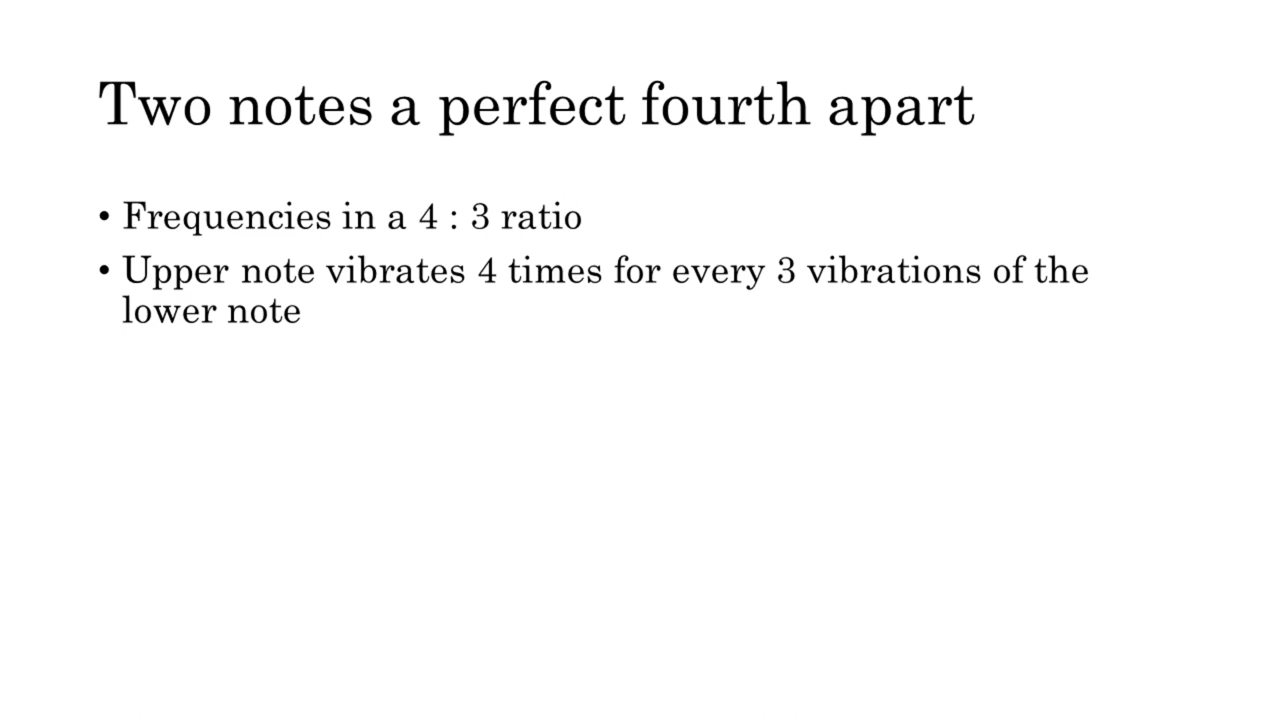 Two notes a perfect fourth apart
• Frequencies in a 4 : 3 ratio
• Upper note vibrates 4 times for every 3 vibrations of the
lower note